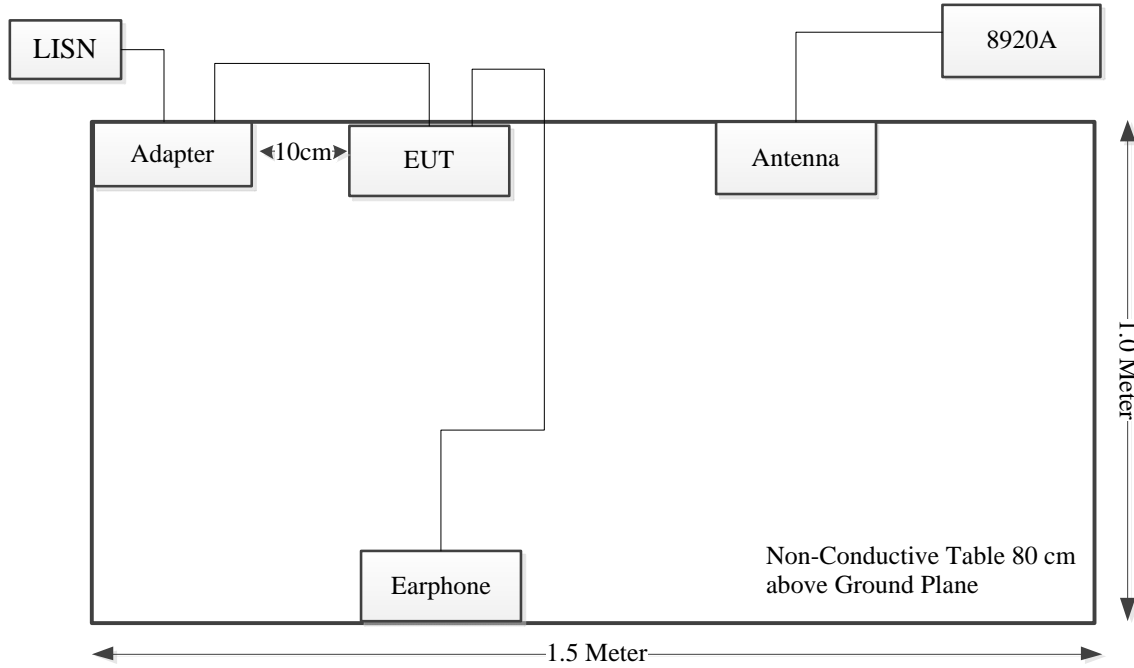 LISN
8920A
Adapter
10cm
EUT
Antenna
1.0 Meter
Non-Conductive Table 80 cm
above Ground Plane
Earphone
1.5 Meter